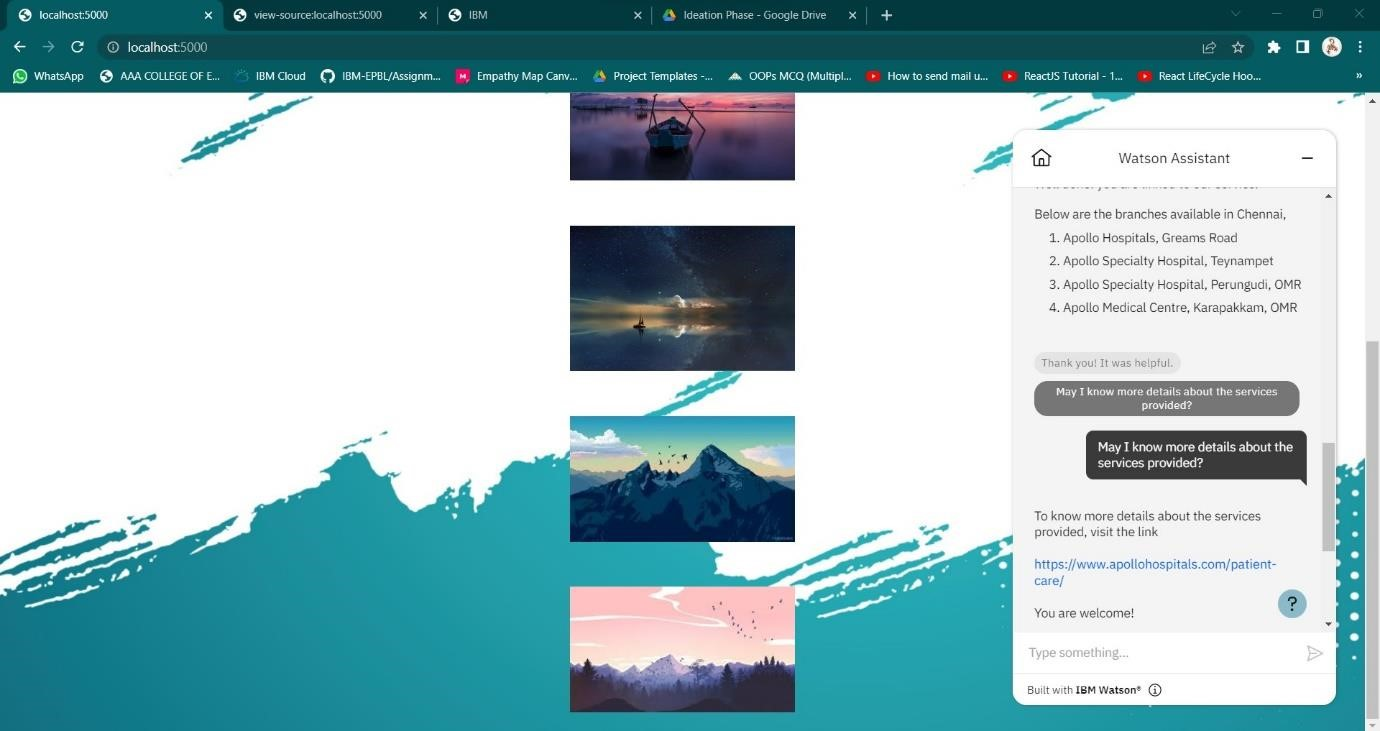 localhost:5000
view-source:localhost:5000
IBM
Ideation Phase - Google Drive
localhost:5000
WhatsApp
AAA COLLEGE OF E...
IBM Cloud
IBM-EPBL/Assignm...
Empathy Map Canv...
Project Templates -...
OOPs MCQ (Multipl...
How to send mail u...
ReactJS Tutorial - 1...
React LifeCycle Hoo...
»
Watson Assistant
Below are the branches available in Chennai,
1. Apollo Hospitals, Greams Road
2. Apollo Specialty Hospital, Teynampet
3. Apollo Specialty Hospital, Perungudi, OMR
4. Apollo Medical Centre, Karapakkam, OMR
Thank you! It was helpful.
May I know more details about the services
provided?
May I know more details about the
services provided?
To know more details about the services
provided, visit the link
https://www.apollohospitals.com/patient-
care/
?
You are welcome!
Type something...
Built with IBM Watson®